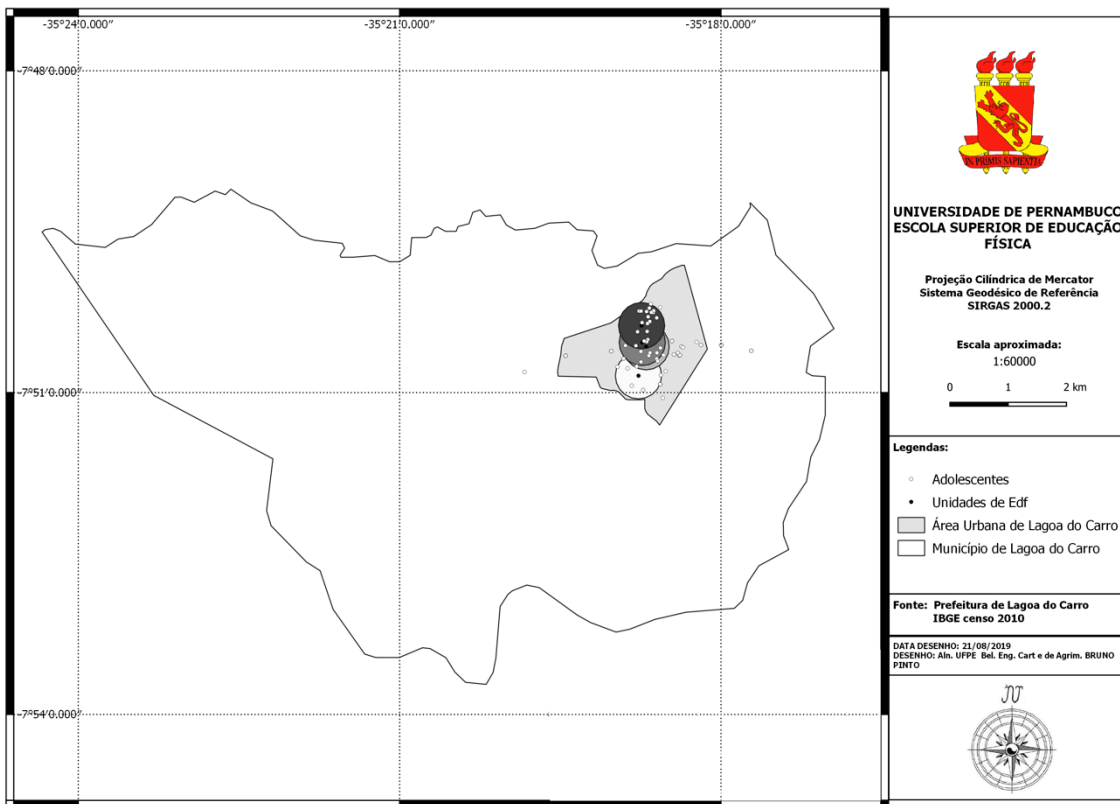 -35°24'0.000"
-35°21'0.000"
-35°18'0.000"
-7°48'0.000"
-7°51'0.000"
-7°54'0.000"
IN PRIMIS SAPIENTIA
UNIVERSIDADE DE PERNAMBUCO
ESCOLA SUPERIOR DE EDUCAÇÃO
FÍSICA
Projeção Cilíndrica de Mercator
Sistema Geodésico de Referência
SIRGAS 2000.2
Escala aproximada:
1:60000
0 1 2 km
Legendas:
Adolescentes
Unidades de Edf
Área Urbana de Lagoa do Carro
Município de Lagoa do Carro
Fonte: Prefeitura de Lagoa do Carro
IBGE censo 2010
DATA DESENHO: 21/08/2019
DESENHO: Aln. UFPE Bel. Eng. Cart e de Agrim. BRUNO
PINTO
N